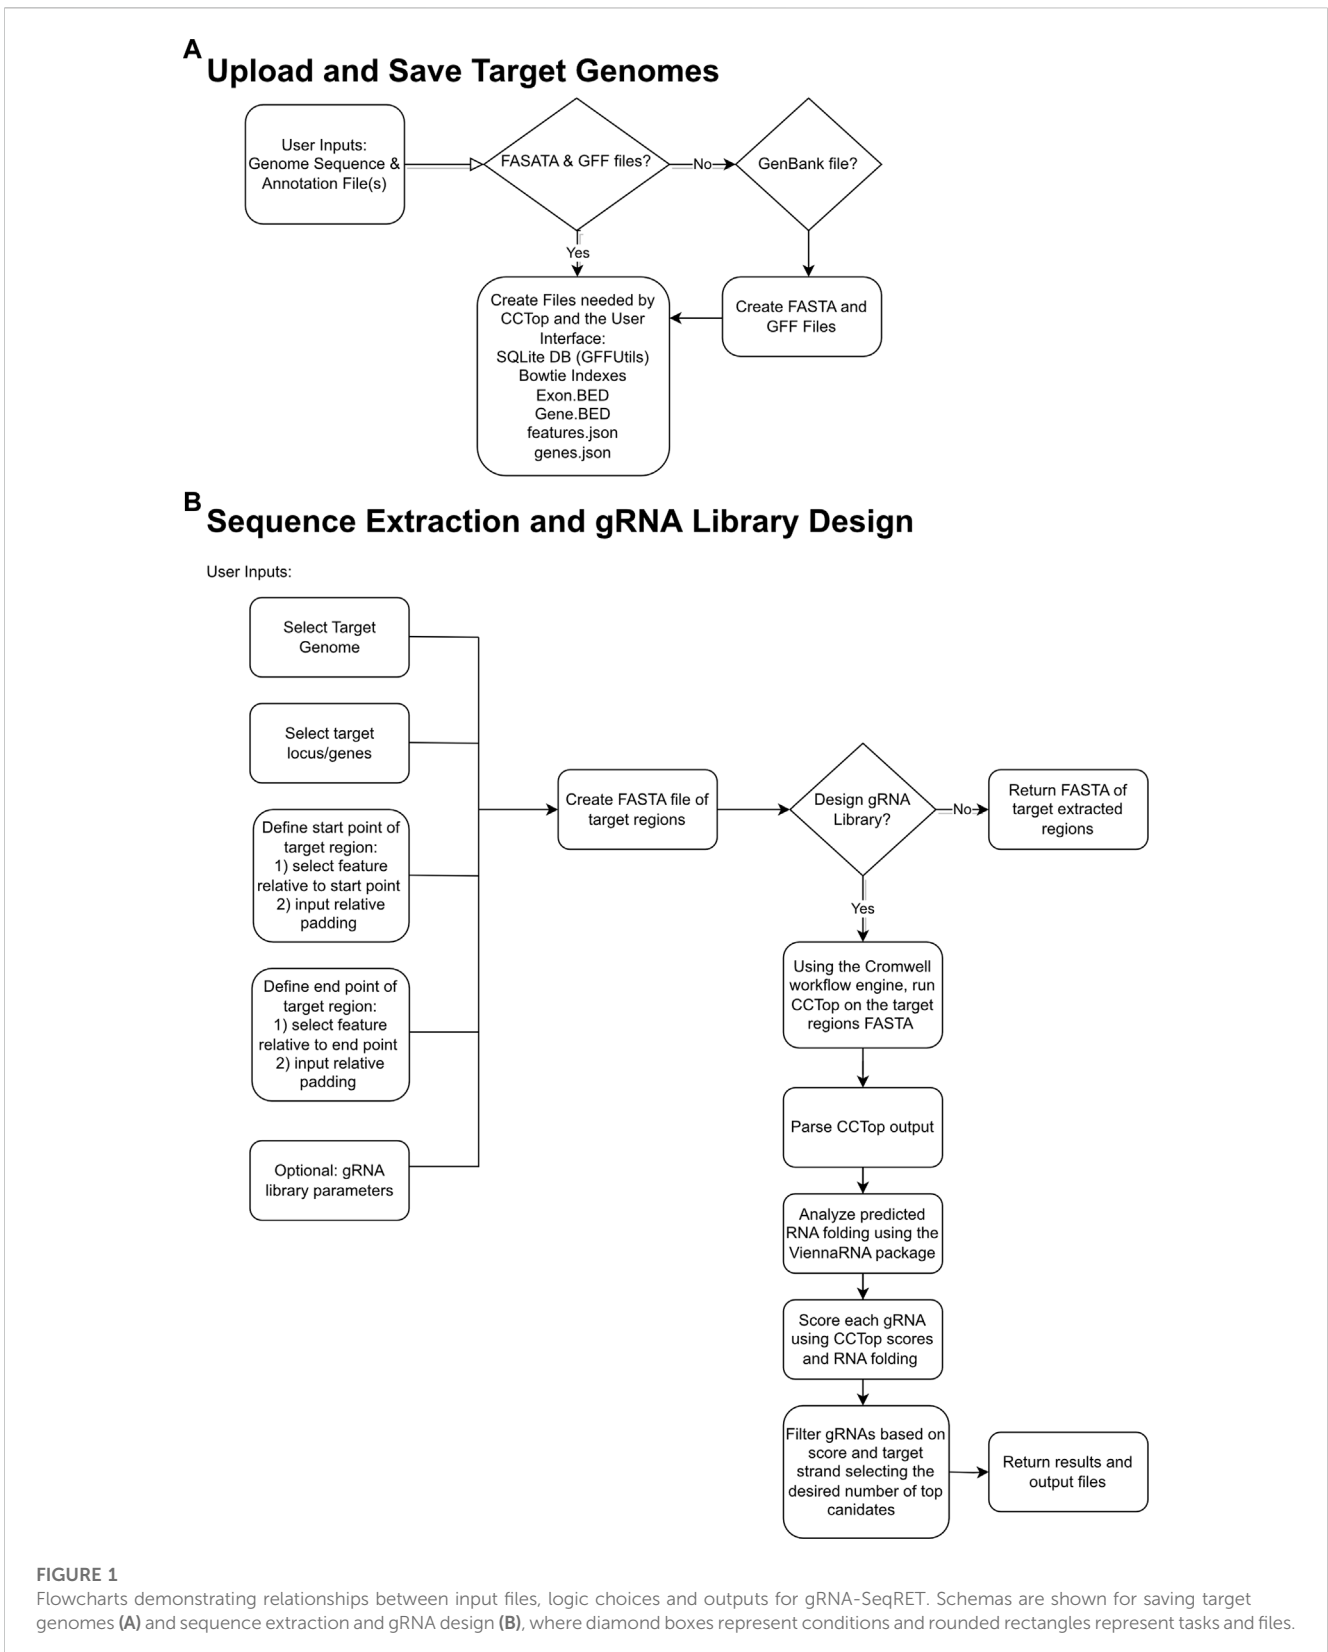 A
Upload and Save Target Genomes
User Inputs:
Genome Sequence &
Annotation File(s)
FASATA & GFF files?
No
GenBank file?
Yes
Create Files needed by
CCTop and the User
Interface:
SQLite DB (GFFUtils)
Bowtie Indexes
Exon.BED
Gene.BED
features.json
genes.json
Create FASTA and
GFF Files
B
Sequence Extraction and gRNA Library Design
User Inputs:
Select Target
Genome
Select target
locus/genes
Define start point of
target region:
1) select feature
relative to start point
2) input relative
padding
Define end point of
target region:
1) select feature
relative to end point
2) input relative
padding
Optional: gRNA
library parameters
Create FASTA file of
target regions
Design gRNA
Library?
No
Return FASTA of
target extracted
regions
Yes
Using the Cromwell
workflow engine, run
CCTop on the target
regions FASTA
Parse CCTop output
Analyze predicted
RNA folding using the
ViennaRNA package
Score each gRNA
using CCTop scores
and RNA folding
Filter gRNAs based on
score and target
strand selecting the
desired number of top
canidates
Return results and
output files
FIGURE 1
Flowcharts demonstrating relationships between input files, logic choices and outputs for gRNA-SeqRET. Schemas are shown for saving target
genomes (A) and sequence extraction and gRNA design (B), where diamond boxes represent conditions and rounded rectangles represent tasks and files.